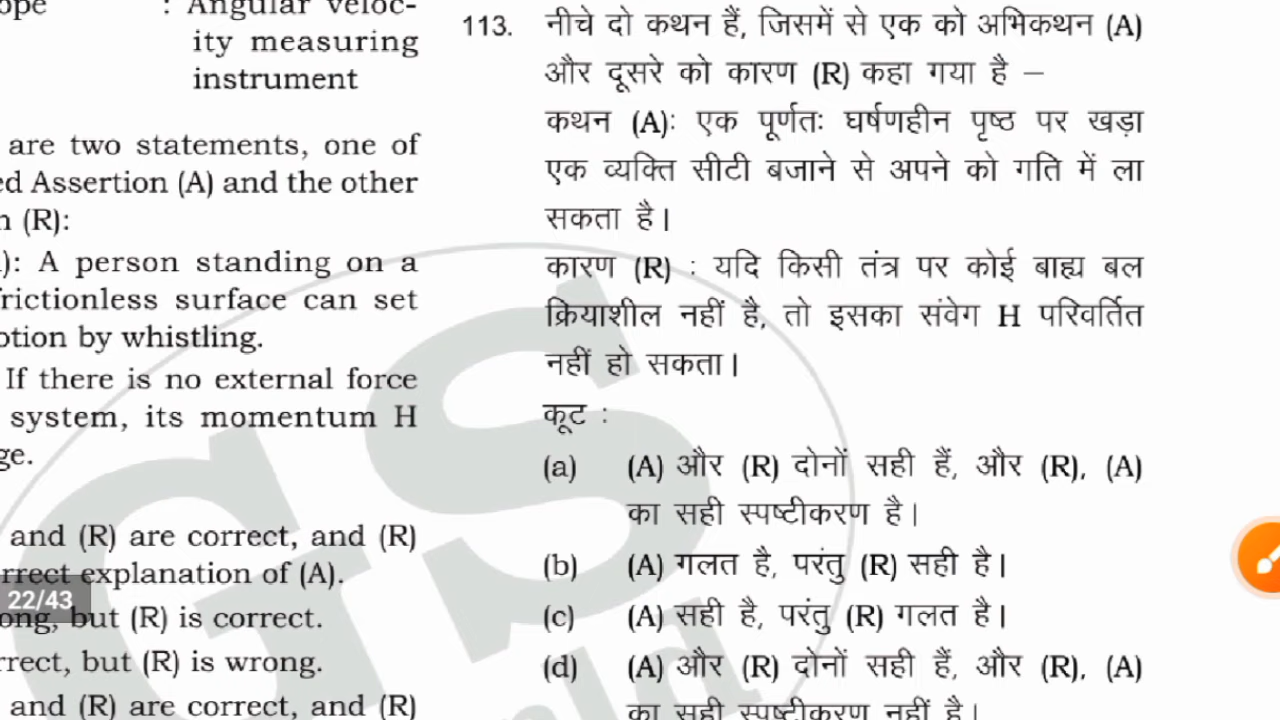 ope : Angular veloc-
ity measuring
instrument
are two statements, one of
ed Assertion (A) and the other
n (R):
): A person standing on a
frictionless surface can set
otion by whistling.
If there is no external force
system, its momentum H
ge.
and (R) are correct, and (R)
rrect explanation of (A).
22/43
ong, but (R) is correct.
rrect, but (R) is wrong.
and (R) are correct, and (R)
113. नीचे दो कथन हैं, जिसमें से एक को अभिकथन (A)
और दूसरे को कारण (R) कहा गया है –
कथन (A): एक पूर्णतः घर्षणहीन पृष्ठ पर खड़ा
एक व्यक्ति सीटी बजाने से अपने को गति में ला
सकता है।
कारण (R) : यदि किसी तंत्र पर कोई बाह्य बल
क्रियाशील नहीं है, तो इसका संवेग H परिवर्तित
नहीं हो सकता।
कूट :
(a) (A) और (R) दोनों सही हैं, और (R), (A)
का सही स्पष्टीकरण है।
(b) (A) गलत है, परंतु (R) सही है।
(c) (A) सही है, परंतु (R) गलत है।
(d) (A) और (R) दोनों सही हैं, और (R), (A)
का सही स्पष्टीकरण नहीं है।
GS